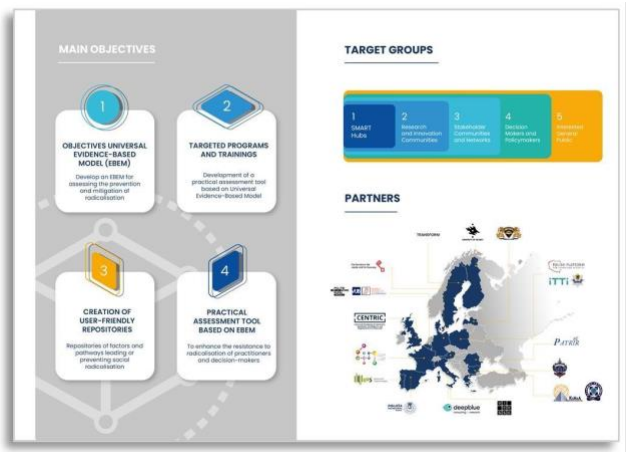 MAIN OBJECTIVES
1
OBJECTIVES UNIVERSAL
EVIDENCE-BASED
MODEL (EBEM)
Develop an EBEM for
assessing the prevention
and mitigation of
radicalisation
2
TARGETED PROGRAMS
AND TRAININGS
Development of a
practical assessment tool
based on Universal
Evidence-Based Model
3
CREATION OF
USER-FRIENDLY
REPOSITORIES
Repositories of factors and
pathways leading or
preventing social
radicalisation
4
PRACTICAL
ASSESSMENT TOOL
BASED ON EBEM
To enhance the resistance to
radicalisation of practitioners
and decision-makers
TARGET GROUPS
1
SMART
Hubs
2
Research
and Innovation
Communities
3
Stakeholder
Communities
and Networks
4
Decision
Makers and
Policymakers
5
Interested
General
Public
PARTNERS
TRANSFORM
iTTi
CENTRIC
Pavolk
deepblue